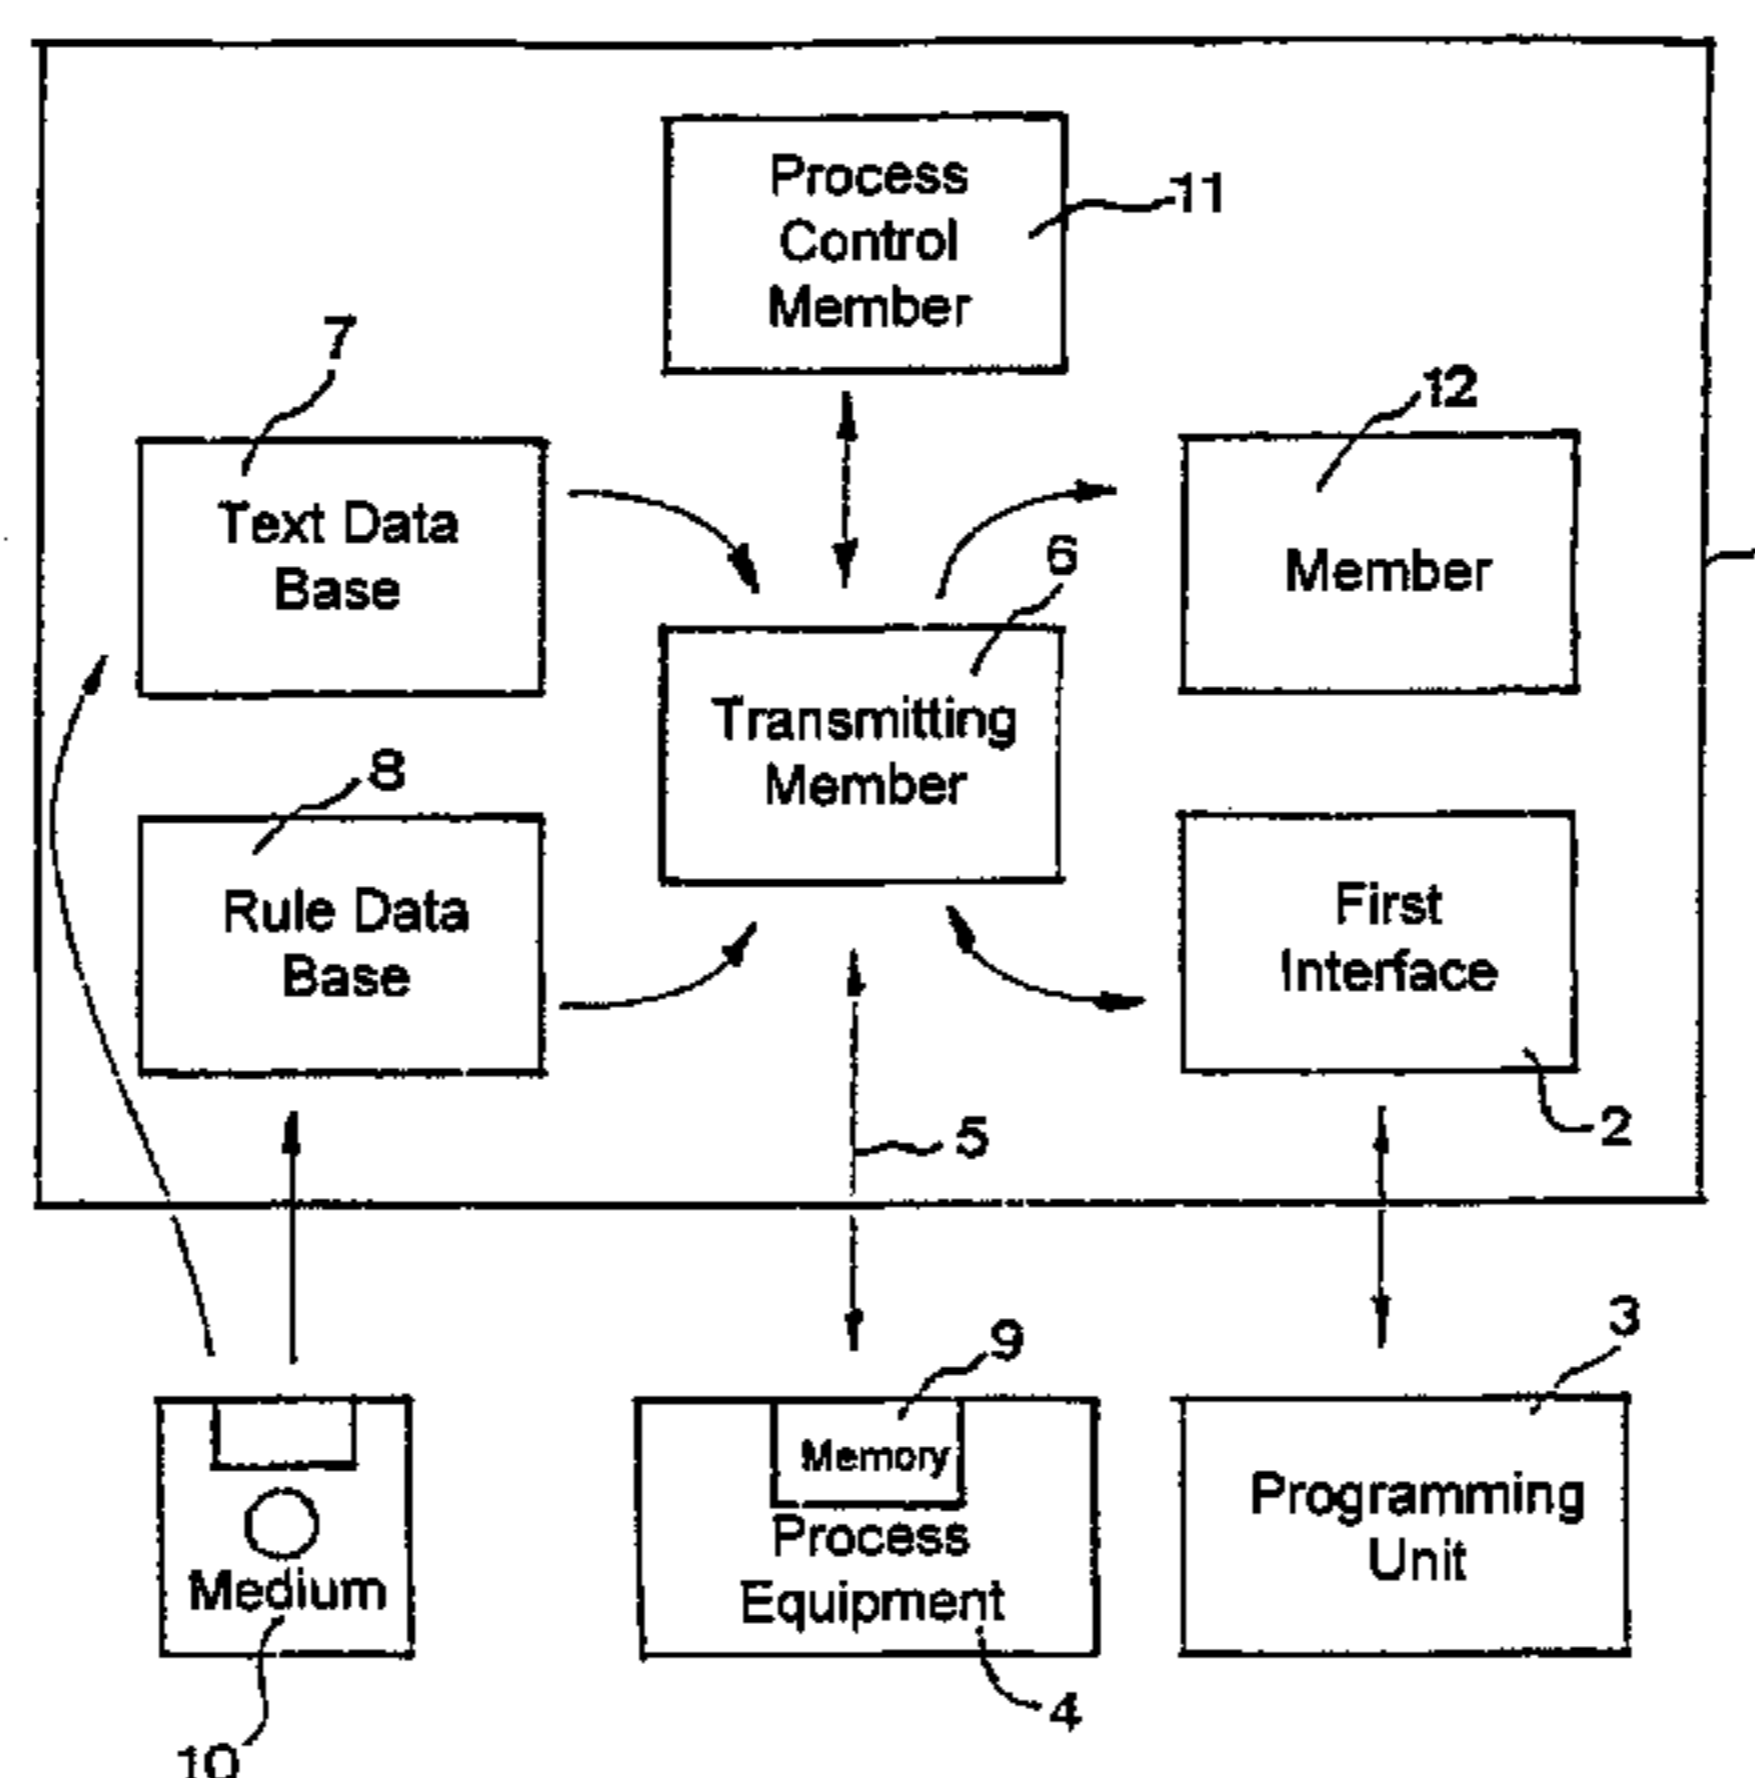 Process
Control
Member
11
7
12
Text Data
Base
Member
6
Transmitting
Member
8
Rule Data
Base
First
Interface
5
2
3
9
Memory
Process
Equipment
Programming
Unit
Medium
4
10